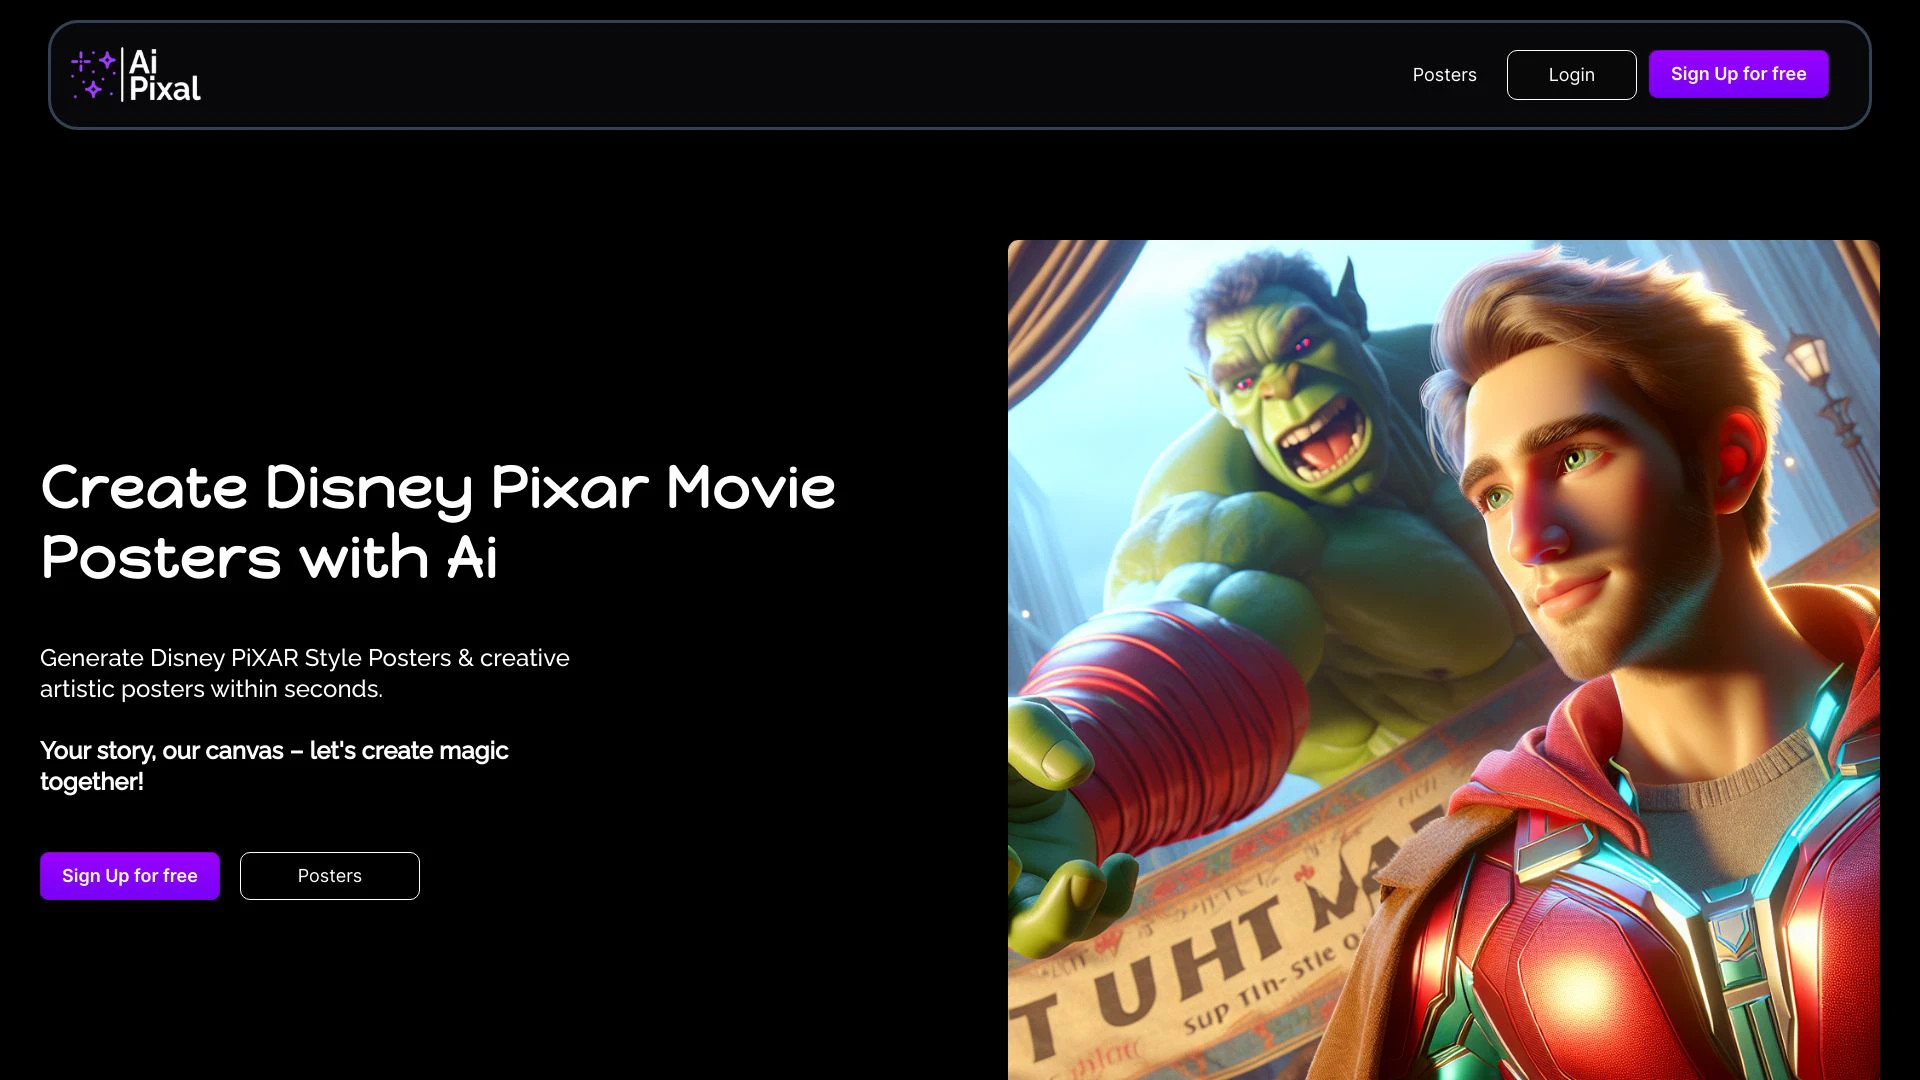 Ai
Pixal
Posters
Login
Sign Up for free
Create Disney Pixar Movie
Posters with Ai
Generate Disney PiXAR Style Posters & creative
artistic posters within seconds.
Your story, our canvas – let's create magic
together!
Sign Up for free
Posters
T UHT MA
SUP TIn-Stle O